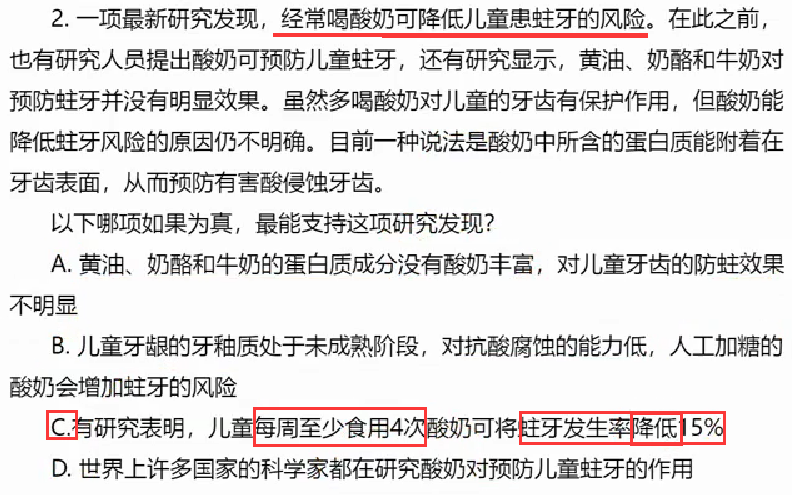 2. 一项最新研究发现，经常喝酸奶可降低儿童患蛀牙的风险。在此之前，
也有研究人员提出酸奶可预防儿童蛀牙，还有研究显示，黄油、奶酪和牛奶对
预防蛀牙并没有明显效果。虽然多喝酸奶对儿童的牙齿有保护作用，但酸奶能
降低蛀牙风险的原因仍不明确。目前一种说法是酸奶中所含的蛋白质能附着在
牙齿表面，从而预防有害酸侵蚀牙齿。
以下哪项如果为真，最能支持这项研究发现？
A. 黄油、奶酪和牛奶的蛋白质成分没有酸奶丰富，对儿童牙齿的防蛀效果
不明显
B. 儿童牙龈的牙釉质处于未成熟阶段，对抗酸腐蚀的能力低，人工加糖的
酸奶会增加蛀牙的风险
C.有研究表明，儿童每周至少食用4次酸奶可将蛀牙发生率降低15%
D. 世界上许多国家的科学家都在研究酸奶对预防儿童蛀牙的作用